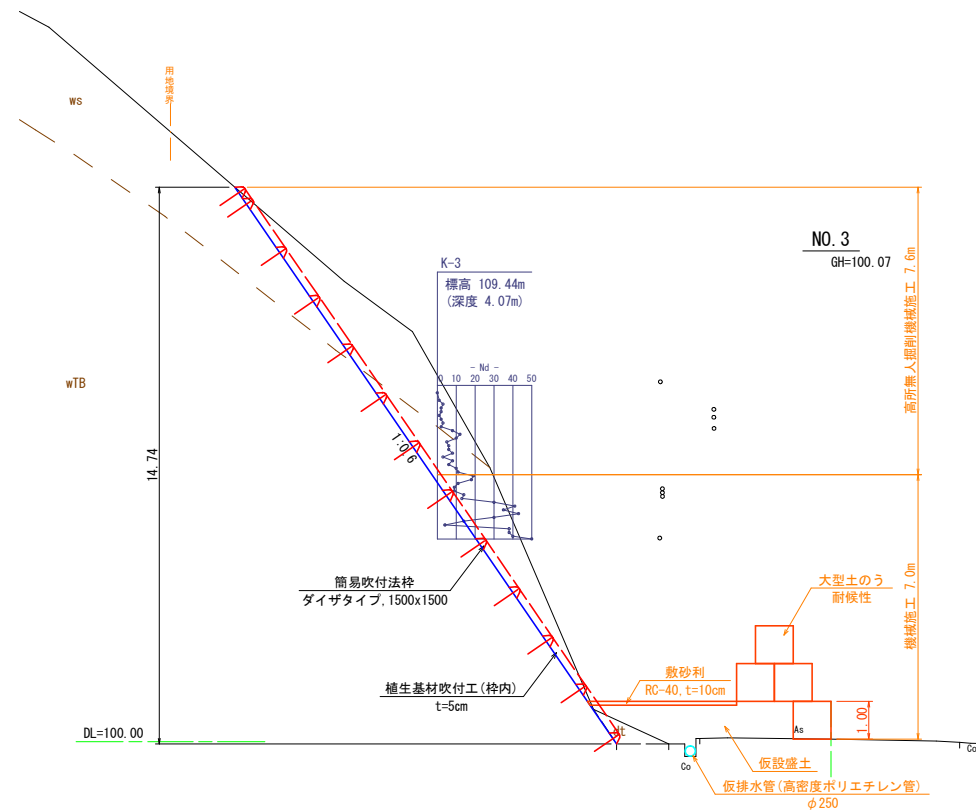 用地境界
ws
NO.3
GH=100.07
K-3
標高 109.44m
(深度 4.07m)
- Nd -
0 10 20 30 40 50
高所無人掘削機械施工 7.6m
wTB
1:0.6
14.74
簡易吹付法枠
ダイザタイプ,1500x1500
大型土のう
耐候性
機械施工 7.0m
敷砂利
RC-40,t=10cm
植生基材吹付工(枠内)
t=5cm
1.00
DL=100.00
dt
As
Co
Co
仮設盛土
仮排水管(高密度ポリエチレン管)
φ250